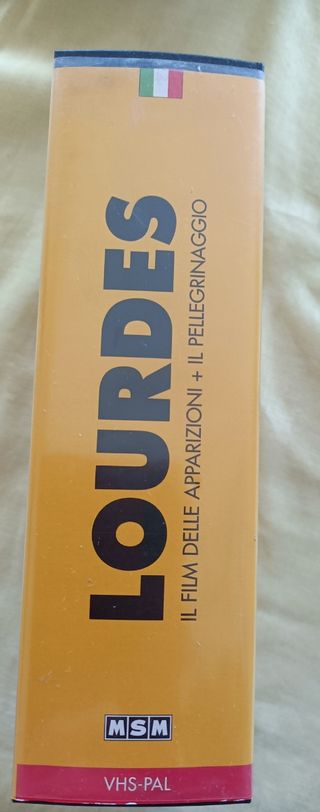 LOURDES
IL FILM DELLE APPARIZIONI + IL PELLEGRINAGGIO
MSM
VHS-PAL